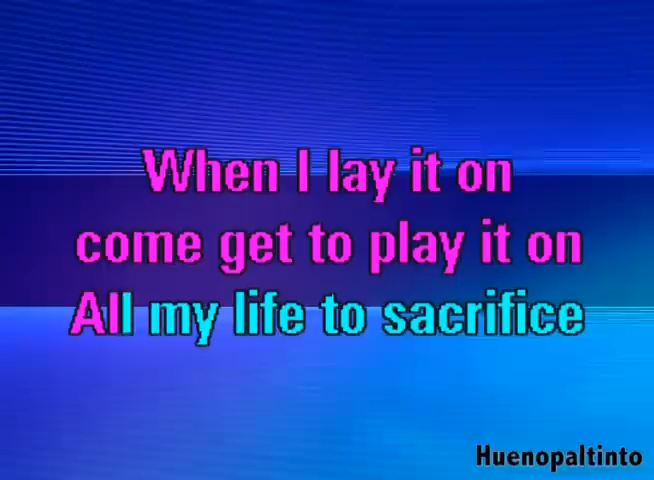 When I lay it on
come get to play it on
All my life to sacrifice
Huenopaltinto